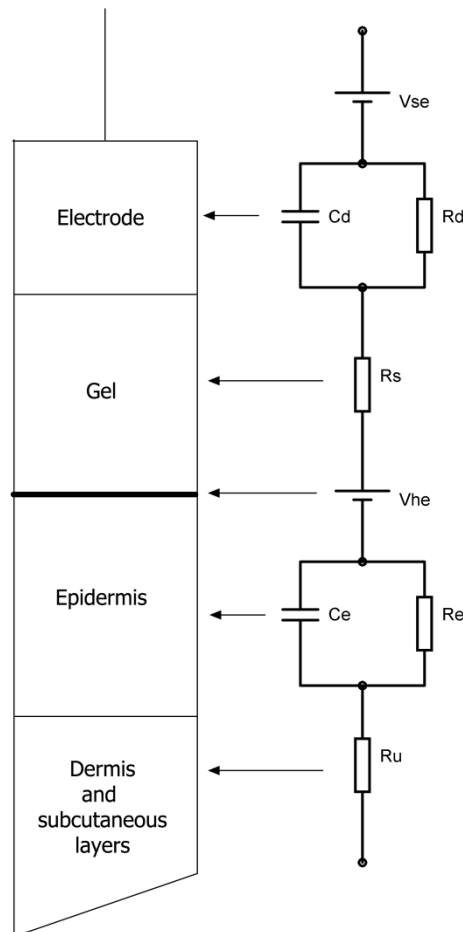 Vse
Electrode
Cd
Rd
Gel
Rs
Vhe
Epidermis
Ce
Re
Dermis
and
subcutaneous
layers
Ru